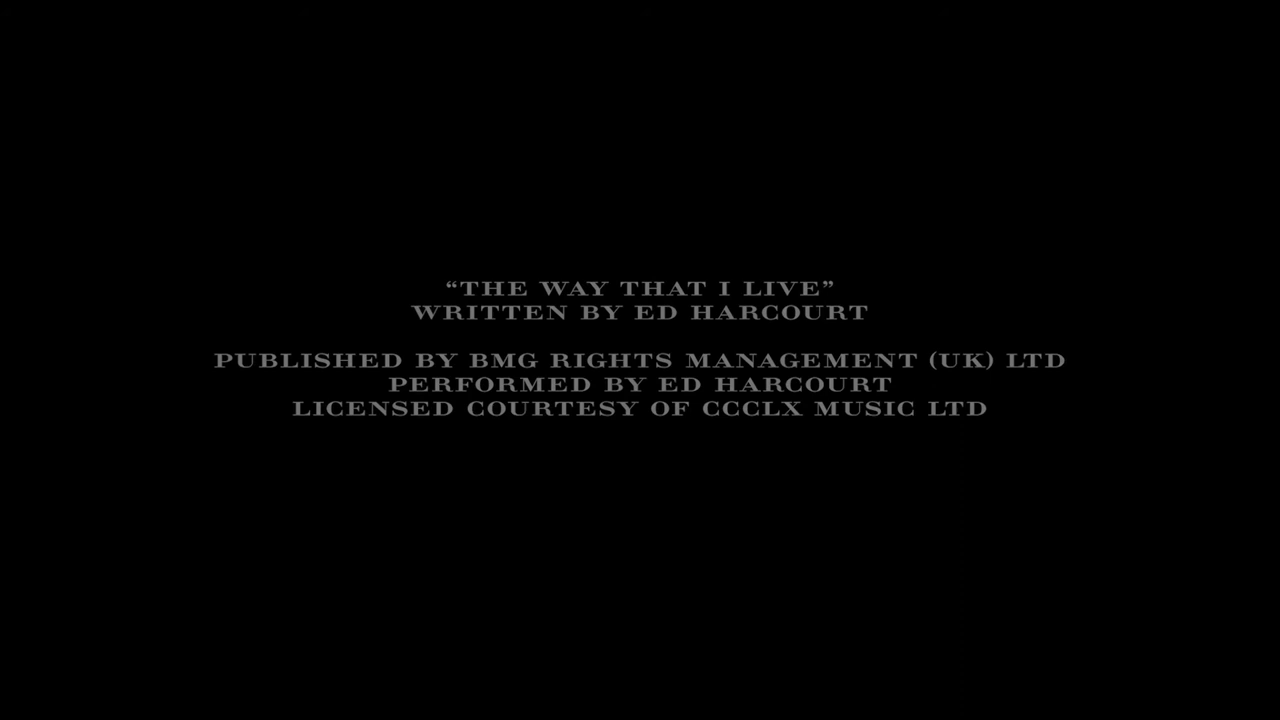 “THE WAY THAT I LIVE”
WRITTEN BY ED HARCOURT
PUBLISHED BY BMG RIGHTS MANAGEMENT (UK) LTD
PERFORMED BY ED HARCOURT
LICENSED COURTESY OF CCCLX MUSIC LTD